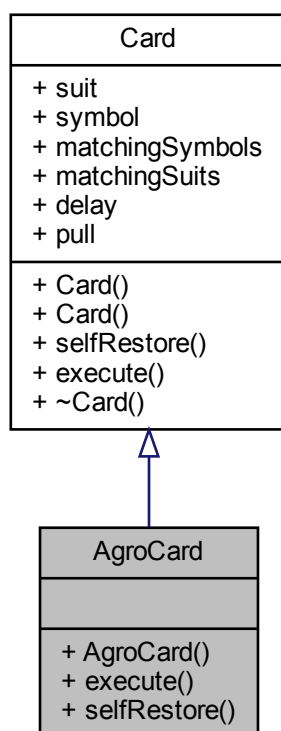 Card
+ suit
+ symbol
+ matchingSymbols
+ matchingSuits
+ delay
+ pull
+ Card()
+ Card()
+ selfRestore()
+ execute()
+ ~Card()
AgroCard
+ AgroCard()
+ execute()
+ selfRestore()